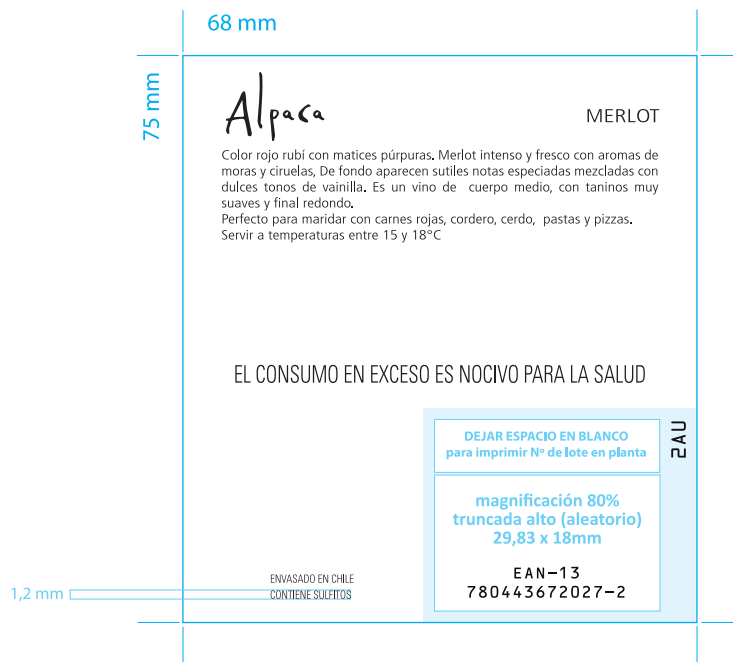 68 mm
75 mm
Alpaca
MERLOT
Color rojo rubí con matices púrpuras. Merlot intenso y fresco con aromas de
moras y ciruelas, De fondo aparecen sutiles notas especiadas mezcladas con
dulces tonos de vainilla. Es un vino de cuerpo medio, con taninos muy
suaves y final redondo.
Perfecto para maridar con carnes rojas, cordero, cerdo, pastas y pizzas.
Servir a temperaturas entre 15 y 18°C
EL CONSUMO EN EXCESO ES NOCIVO PARA LA SALUD
DEJAR ESPACIO EN BLANCO
para imprimir Nº de lote en planta
2AU
magnificación 80%
truncada alto (aleatorio)
29,83 x 18mm
EAN-13
780443672027-2
ENVASADO EN CHILE
CONTIENE SULFITOS
1,2 mm